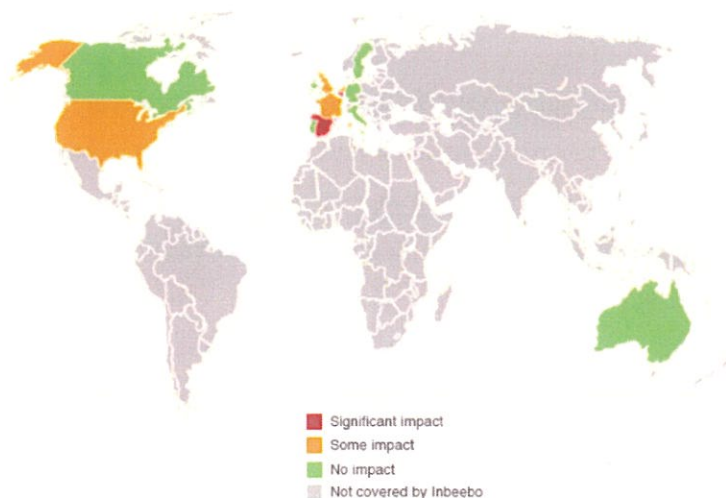 Significant impact
Some impact
No impact
Not covered by Inbeebo